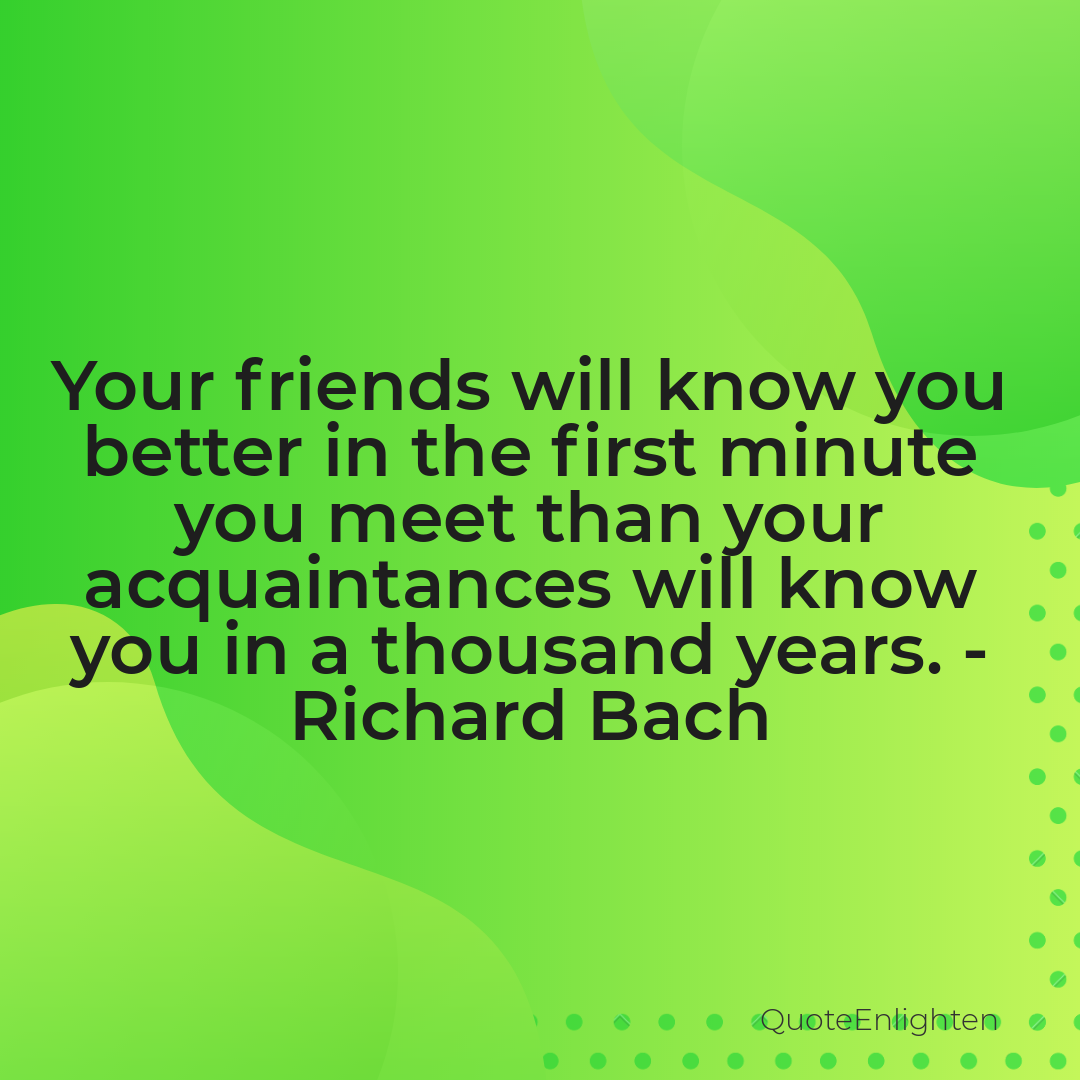 Your friends will know you
better in the first minute
you meet than your
acquaintances will know
you in a thousand years. -
Richard Bach
QuoteEnlighten